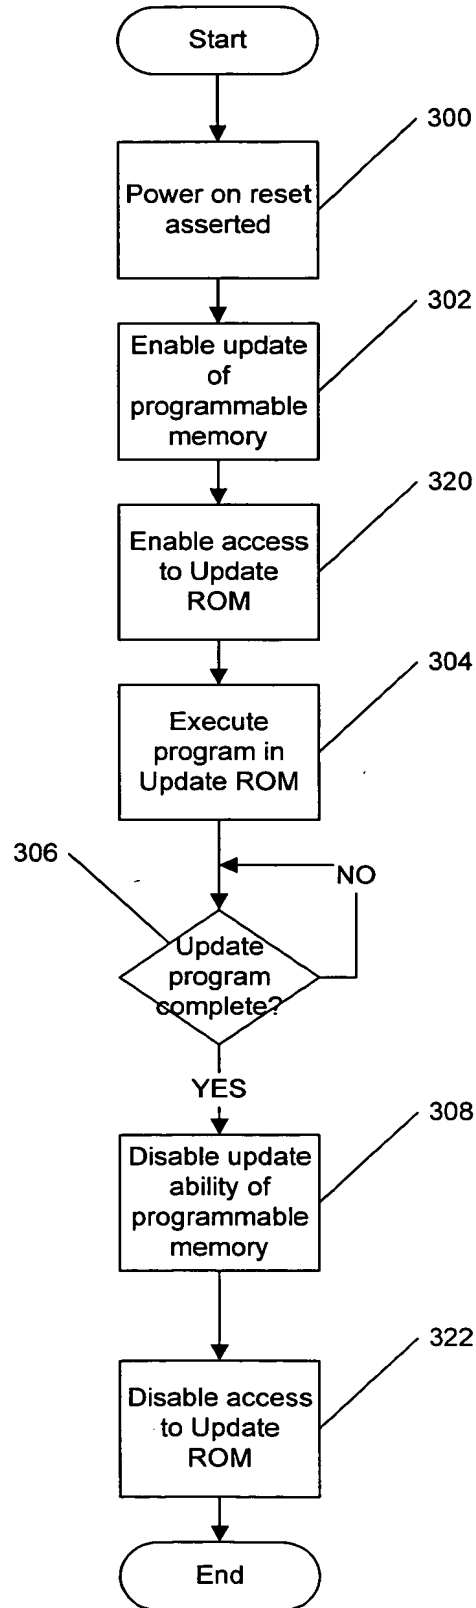 Start
300
Power on reset
asserted
302
Enable update
of
programmable
memory
320
Enable access
to Update
ROM
304
Execute
program in
Update ROM
306
NO
Update
program
complete?
YES
308
Disable update
ability of
programmable
memory
322
Disable access
to Update
ROM
End